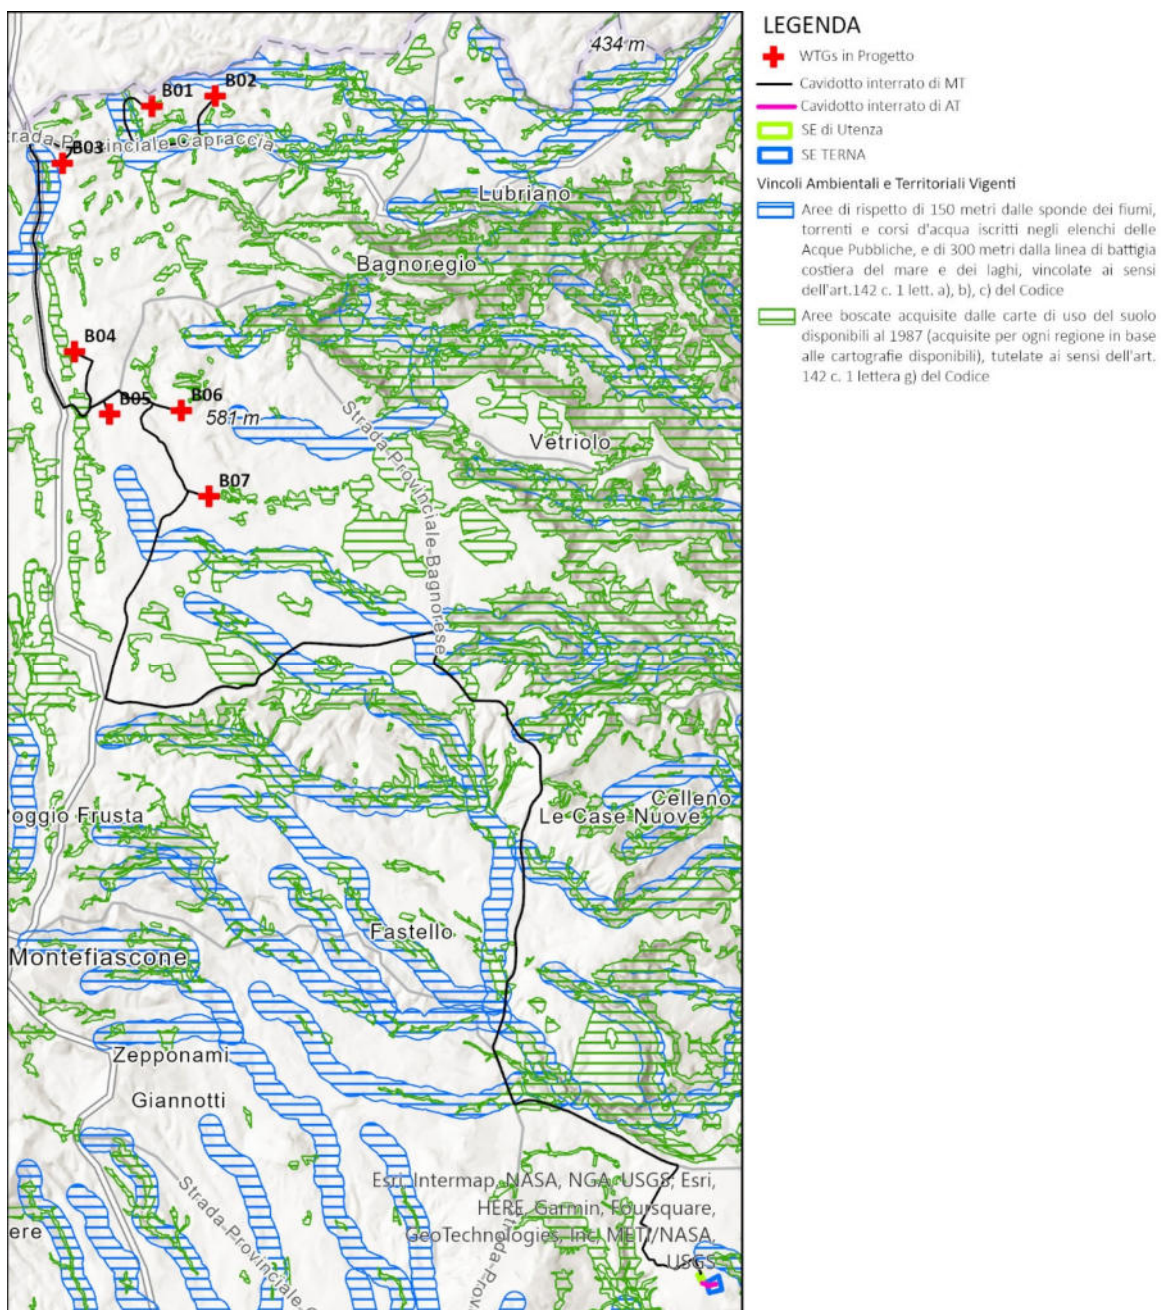 434 m
B01
B02
Strada Provinciale Capraccia
B03
Lubriano
Bagnoregio
B04
B05
B06
581 m
Strada-Provinciale-Bagnorese
Vetriolo
B07
Celleno
Le Case Nuove
oggio Frusta
Fastello
Montefiascone
Zepponami
Giannotti
Strada-Provinciale-
ere
Esri, Intermap, NASA, NGA, USGS; Esri,
HERE, Garmin, Foursquare,
GeoTechnologies, Inc, METI/NASA,
USGS
LEGENDA
WTGs in Progetto
Cavidotto interrato di MT
Cavidotto interrato di AT
SE di Utenza
SE TERNA
Vincoli Ambientali e Territoriali Vigenti
Aree di rispetto di 150 metri dalle sponde dei fiumi,
torrenti e corsi d'acqua iscritti negli elenchi delle
Acque Pubbliche, e di 300 metri dalla linea di battigia
costiera del mare e dei laghi, vincolate ai sensi
dell'art.142 c. 1 lett. a), b), c) del Codice
Aree boscate acquisite dalle carte di uso del suolo
disponibili al 1987 (acquisite per ogni regione in base
alle cartografie disponibili), tutelate ai sensi dell'art.
142 c. 1 lettera g) del Codice